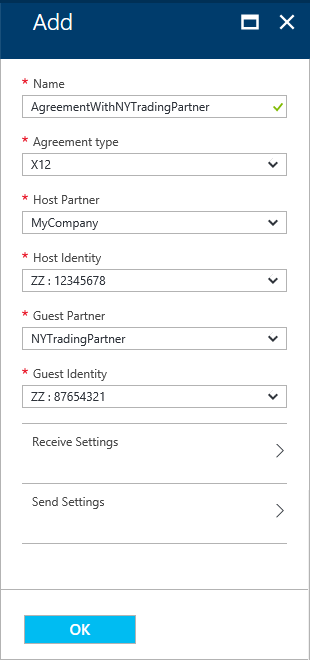 Add
* Name
AgreementWithNYTradingPartner
* Agreement type
X12
* Host Partner
MyCompany
* Host Identity
ZZ : 12345678
* Guest Partner
NYTradingPartner
* Guest Identity
ZZ : 87654321
Receive Settings
Send Settings
OK